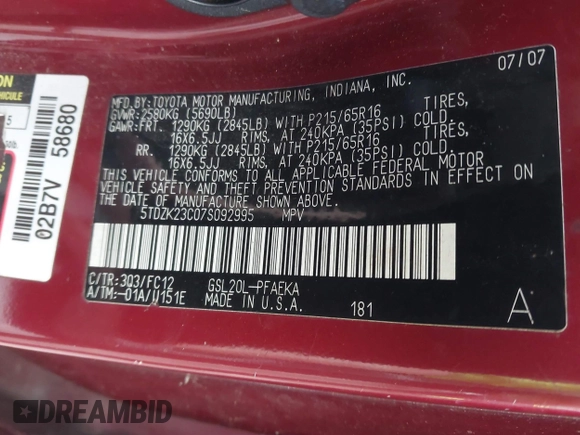 07/07
MFD. BY: TOYOTA MOTOR MANUFACTURING, INDIANA, INC.
GVWR: 2580KG (5690LB)
GAWR: FRT. 1290KG (2845LB) WITH P215/65R16 TIRES,
16X6.5JJ RIMS. AT 240KPA (35PSI) COLD.
RR. 1290KG (2845LB) WITH P215/65R16 TIRES,
16X6.5JJ RIMS. AT 240KPA (35PSI) COLD.
THIS VEHICLE CONFORMS TO ALL APPLICABLE FEDERAL MOTOR
VEHICLE SAFETY AND THEFT PREVENTION STANDARDS IN EFFECT ON
THE DATE OF MANUFACTURE SHOWN ABOVE.
5TDZK23C07S092995 MPV
C/TR: 3Q3/FC12 GSL20L-PFAEKA
A/TM: -01A/U151E MADE IN U.S.A. 181
A
02B7V 58680
ON
VEHICULE
5
DREAMBID